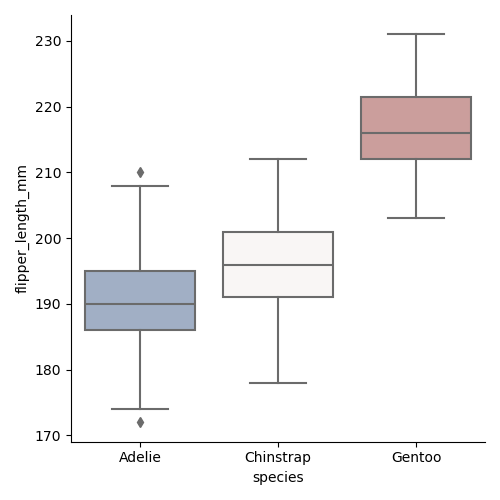 230
220
210
200
190
180
170
flipper_length_mm
Adelie
Chinstrap
Gentoo
species